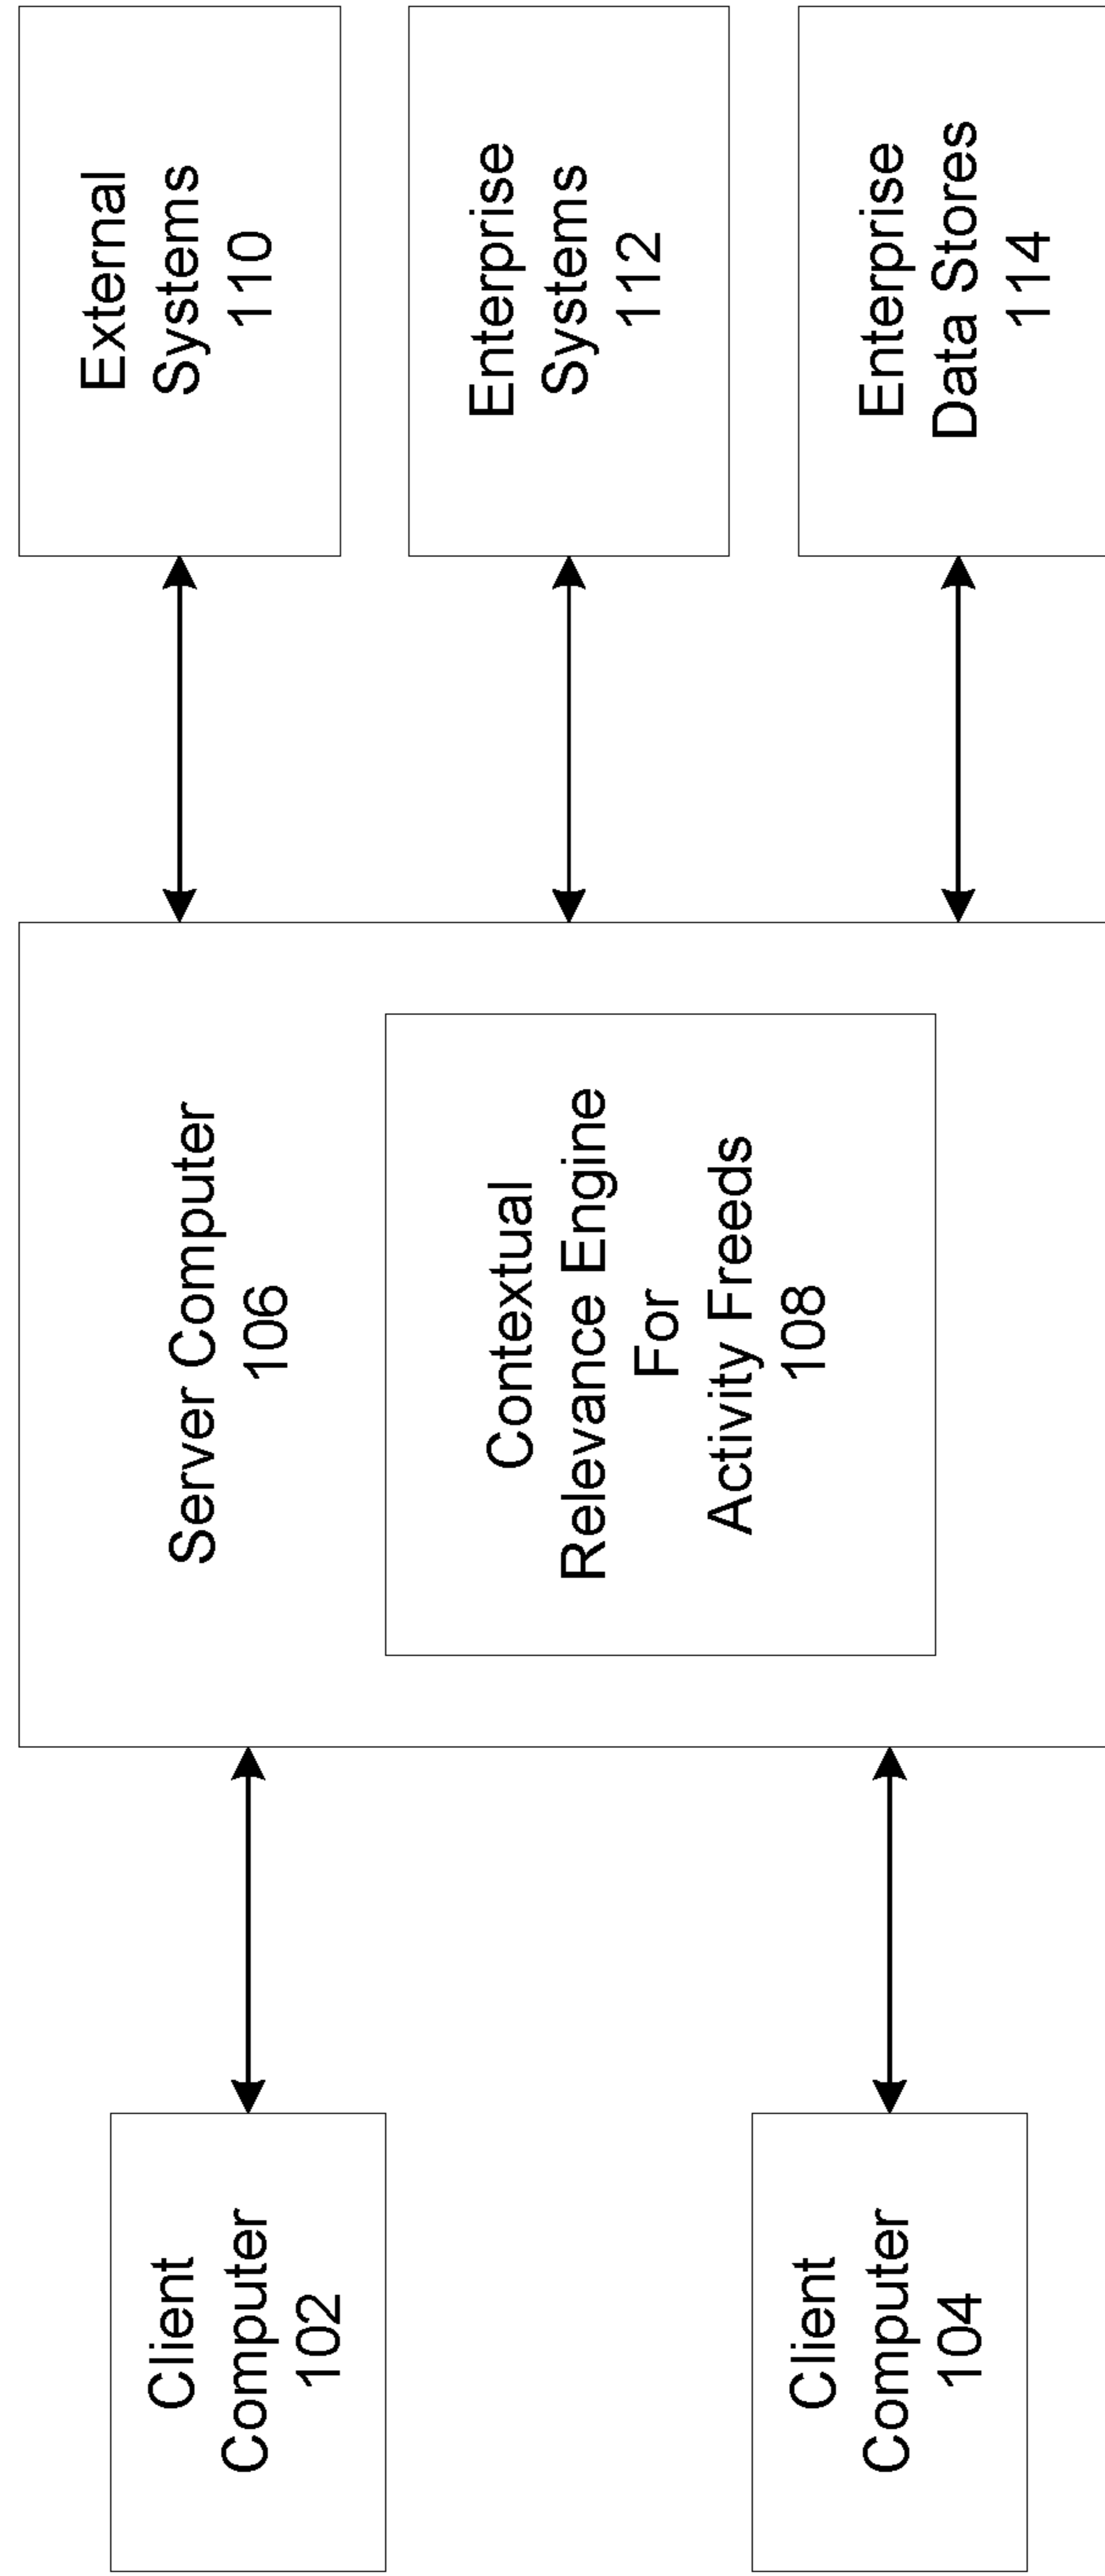 Client
Computer
102
Client
Computer
104
Server Computer
106
Contextual
Relevance Engine
For
Activity Freeds
108
External
Systems
110
Enterprise
Systems
112
Enterprise
Data Stores
114